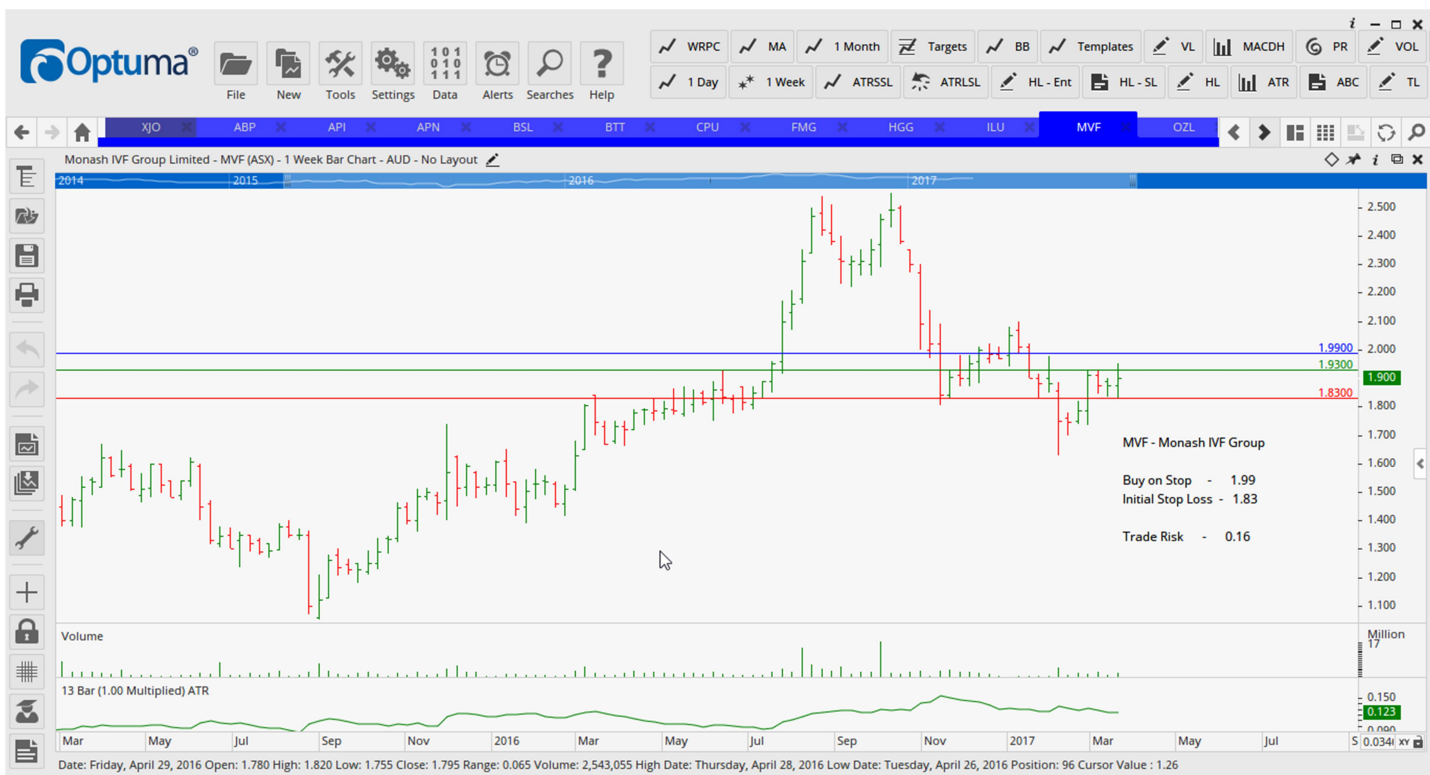 Optuma®
File New Tools Settings Data Alerts Searches Help
WRPC MA 1 Month Targets BB Templates VL MACDH PR VOL
1 Day 1 Week ATRSSL ATRLSL HL - Ent HL - SL HL ATR ABC TL
XJO ABP API APN BSL BTT CPU FMG HGG ILU MVF OZL
Monash IVF Group Limited - MVF (ASX) - 1 Week Bar Chart - AUD - No Layout
2014 2015 2016 2017
2.500
2.400
2.300
2.200
2.100
1.9900 2.000
1.9300
1.900
1.8300
1.800
1.700
MVF - Monash IVF Group
1.600
Buy on Stop - 1.99
Initial Stop Loss - 1.83
1.500
1.400
Trade Risk - 0.16
1.300
1.200
1.100
Volume
Million
17
13 Bar (1.00 Multiplied) ATR
0.150
0.123
0.090
Mar May Jul Sep Nov 2016 Mar May Jul Sep Nov 2017 Mar May Jul S 0.034 XY
Date: Friday, April 29, 2016 Open: 1.780 High: 1.820 Low: 1.755 Close: 1.795 Range: 0.065 Volume: 2,543,055 High Date: Thursday, April 28, 2016 Low Date: Tuesday, April 26, 2016 Position: 96 Cursor Value : 1.26